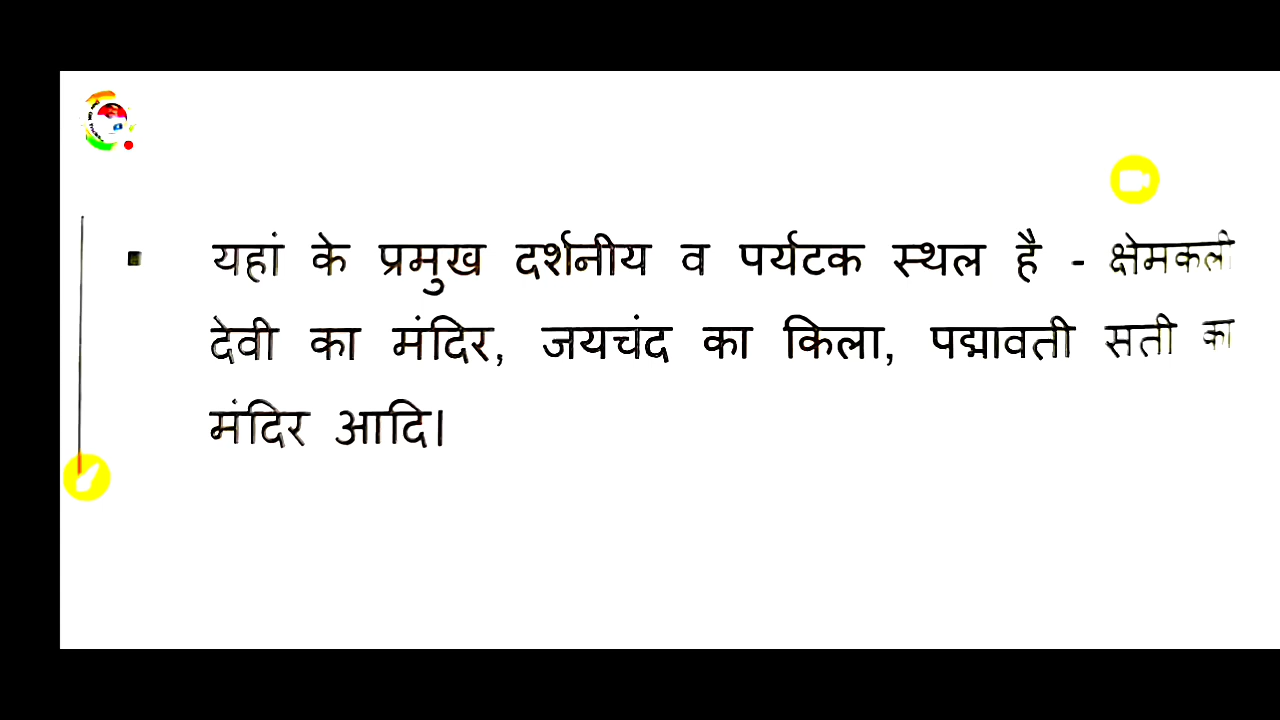 यहां के प्रमुख दर्शनीय व पर्यटक स्थल है - क्षेमकली
देवी का मंदिर, जयचंद का किला, पद्मावती सती का
मंदिर आदि।